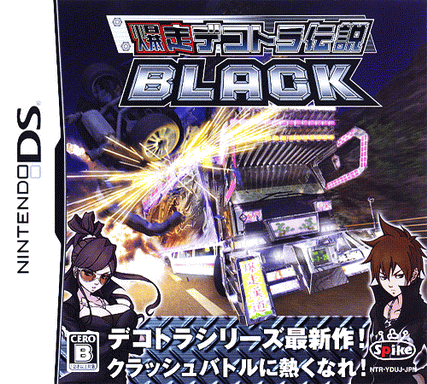 爆走デコトラ伝説
BLACK
NINTENDO DS
デコトラシリーズ最新作！
クラッシュバトルに熱くなれ！
CERO
B
Spike
NTR-YDUJ-JPN